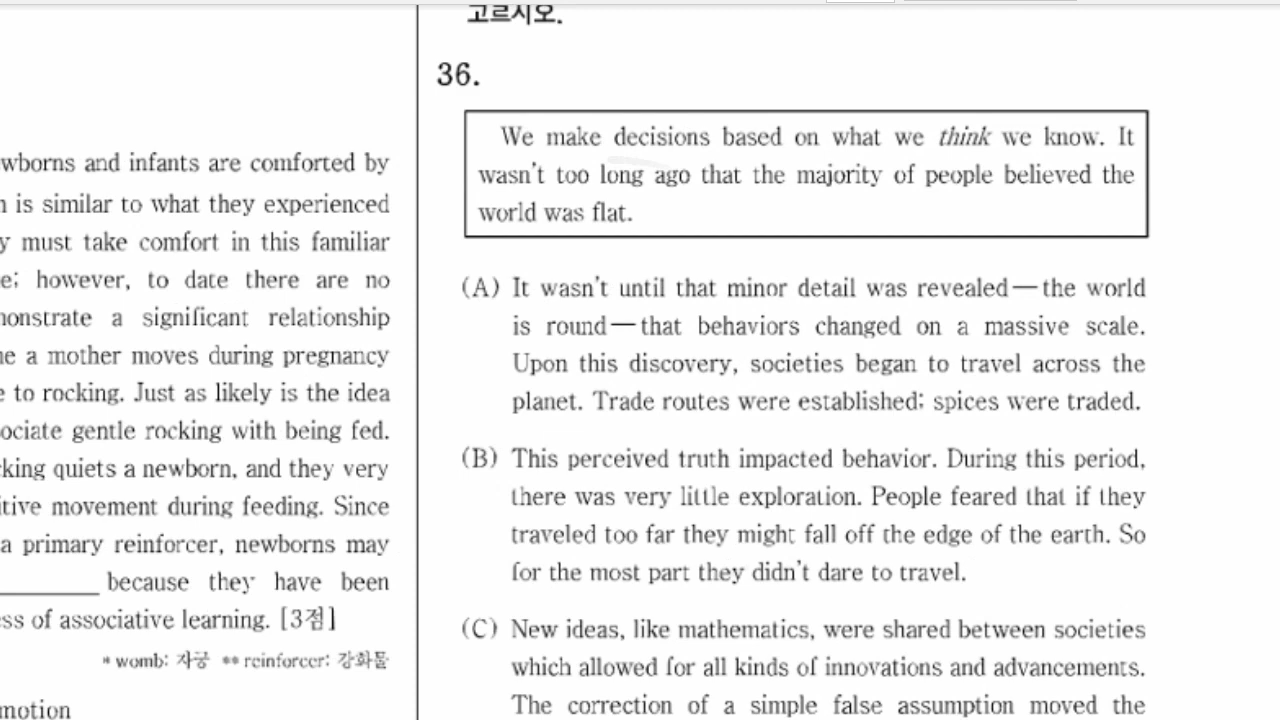 wborns and infants are comforted by
is similar to what they experienced
y must take comfort in this familiar
e; however, to date there are no
nonstrate a significant relationship
ne a mother moves during pregnancy
e to rocking. Just as likely is the idea
ociate gentle rocking with being fed.
king quiets a newborn, and they very
itive movement during feeding. Since
a primary reinforcer, newborns may
__________ because they have been
ss of associative learning. [3점]
* womb: 자궁 ** reinforcer: 강화물
motion
고르시오.
36.
We make decisions based on what we think we know. It
wasn't too long ago that the majority of people believed the
world was flat.
(A) It wasn't until that minor detail was revealed — the world
is round — that behaviors changed on a massive scale.
Upon this discovery, societies began to travel across the
planet. Trade routes were established; spices were traded.
(B) This perceived truth impacted behavior. During this period,
there was very little exploration. People feared that if they
traveled too far they might fall off the edge of the earth. So
for the most part they didn't dare to travel.
(C) New ideas, like mathematics, were shared between societies
which allowed for all kinds of innovations and advancements.
The correction of a simple false assumption moved the